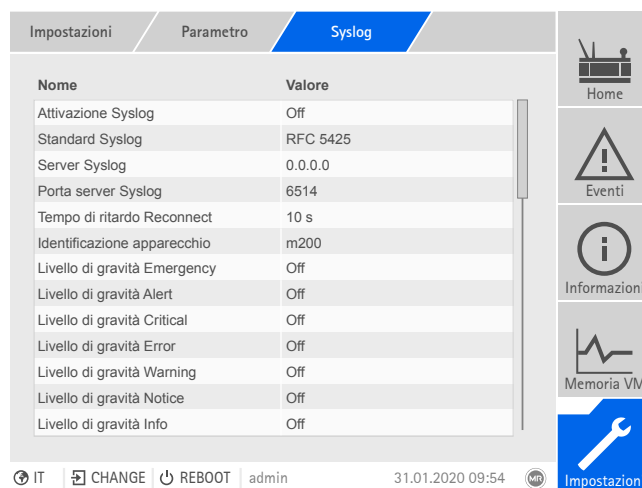 Impostazioni Parametro Syslog
Nome Valore
Attivazione Syslog Off
Standard Syslog RFC 5425
Server Syslog 0.0.0.0
Porta server Syslog 6514
Tempo di ritardo Reconnect 10 s
Identificazione apparecchio m200
Livello di gravità Emergency Off
Livello di gravità Alert Off
Livello di gravità Critical Off
Livello di gravità Error Off
Livello di gravità Warning Off
Livello di gravità Notice Off
Livello di gravità Info Off
Home
Eventi
Informazion
Memoria VM
Impostazion
IT CHANGE REBOOT admin 31.01.2020 09:54 MR